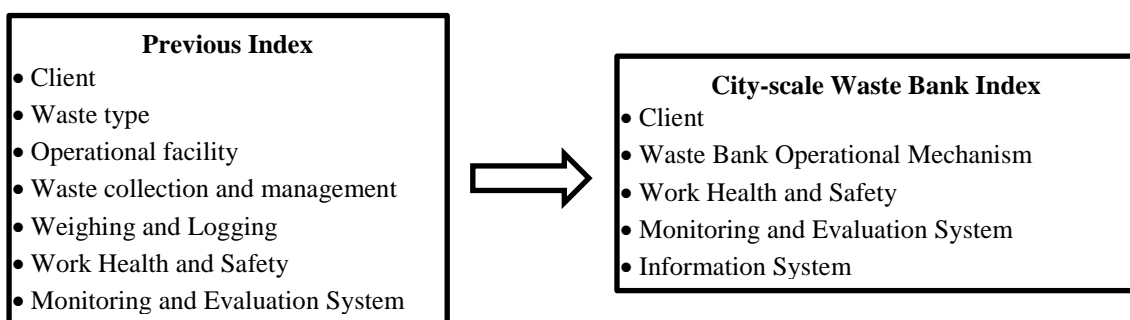 Previous Index
• Client
• Waste type
• Operational facility
• Waste collection and management
• Weighing and Logging
• Work Health and Safety
• Monitoring and Evaluation System
City-scale Waste Bank Index
• Client
• Waste Bank Operational Mechanism
• Work Health and Safety
• Monitoring and Evaluation System
• Information System